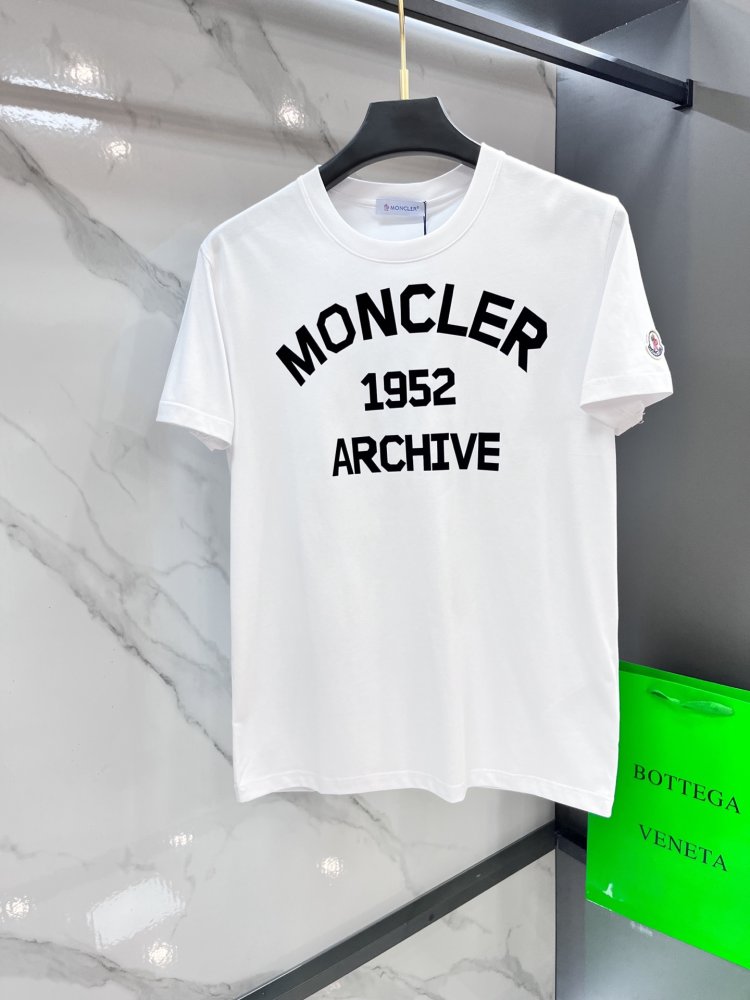 MONCLER
MONCLER
1952
ARCHIVE
BOTTEGA
VENETA